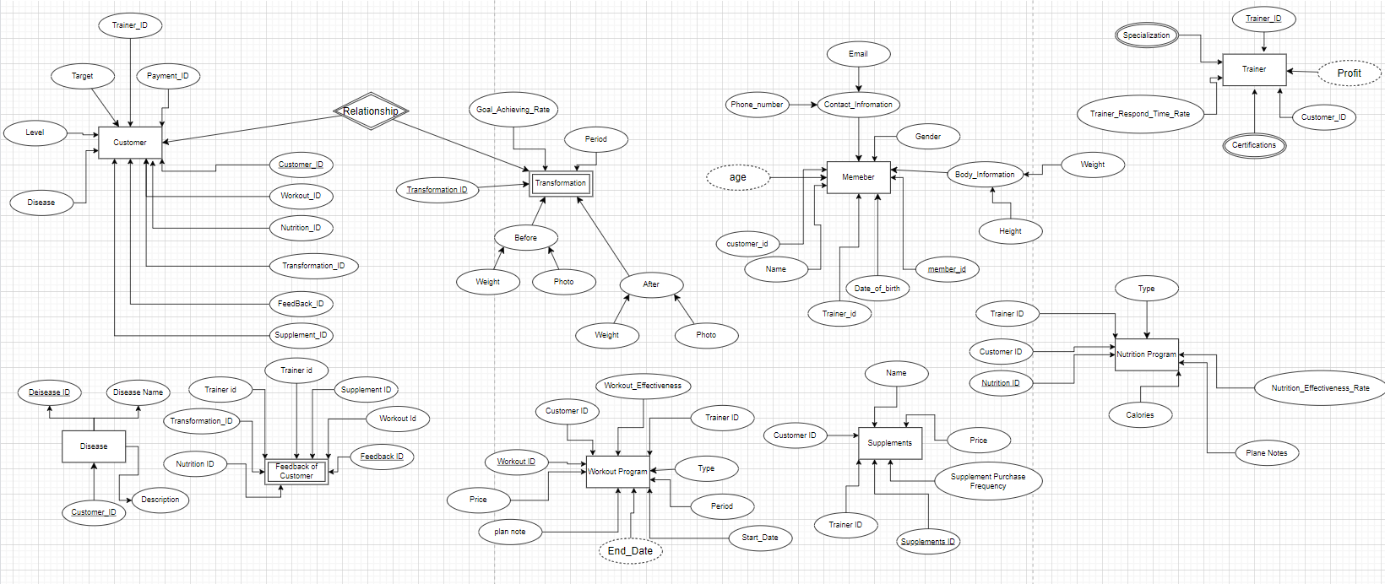 Trainer_ID
Target
Payment_ID
Level
Customer
Disease
Customer_ID
Workout_ID
Nutrition_ID
Transformation_ID
FeedBack_ID
Supplement_ID
Relationship
Goal_Achieving_Rate
Period
Transformation ID
Transformation
Before
Weight
Photo
After
Weight
Photo
Email
Phone_number
Contact_Infromation
Gender
age
Memeber
Body_Information
Weight
Height
customer_id
Name
Trainer_id
Date_of_birth
member_id
Trainer_ID
Specialization
Trainer
Profit
Trainer_Respond_Time_Rate
Customer_ID
Certifications
Type
Trainer ID
Customer ID
Nutrition ID
Nutrition Program
Nutrition_Effectiveness_Rate
Calories
Plane Notes
Deisease ID
Disease Name
Disease
Description
Customer_ID
Trainer id
Trainer id
Supplement ID
Transformation_ID
Workout Id
Nutrition ID
Feedback of
Customer
Feedback ID
Workout_Effectiveness
Customer ID
Trainer ID
Workout ID
Workout Program
Type
Price
Period
plan note
End_Date
Start_Date
Name
Customer ID
Supplements
Price
Supplement Purchase
Frequency
Trainer ID
Supplements ID